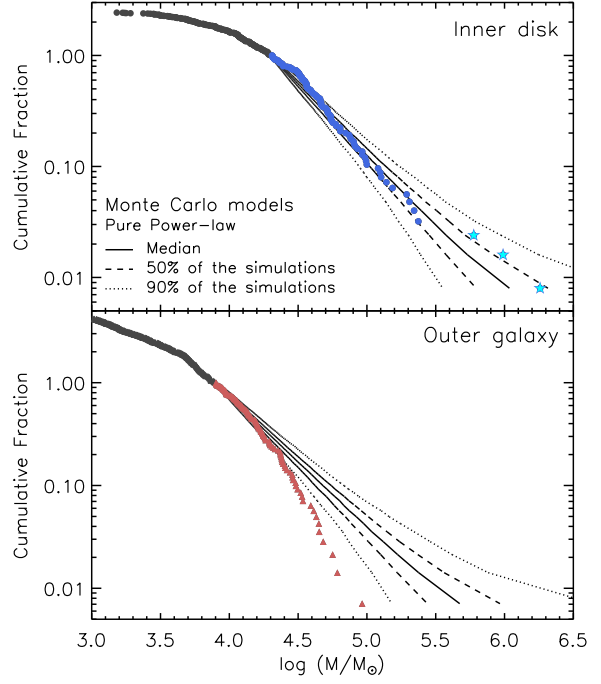 Inner disk
Cumulative Fraction
1.00
0.10
0.01
Monte Carlo models
Pure Power-law
Median
50% of the simulations
90% of the simulations
Outer galaxy
Cumulative Fraction
1.00
0.10
0.01
3.0 3.5 4.0 4.5 5.0 5.5 6.0 6.5
log (M/M⊙)